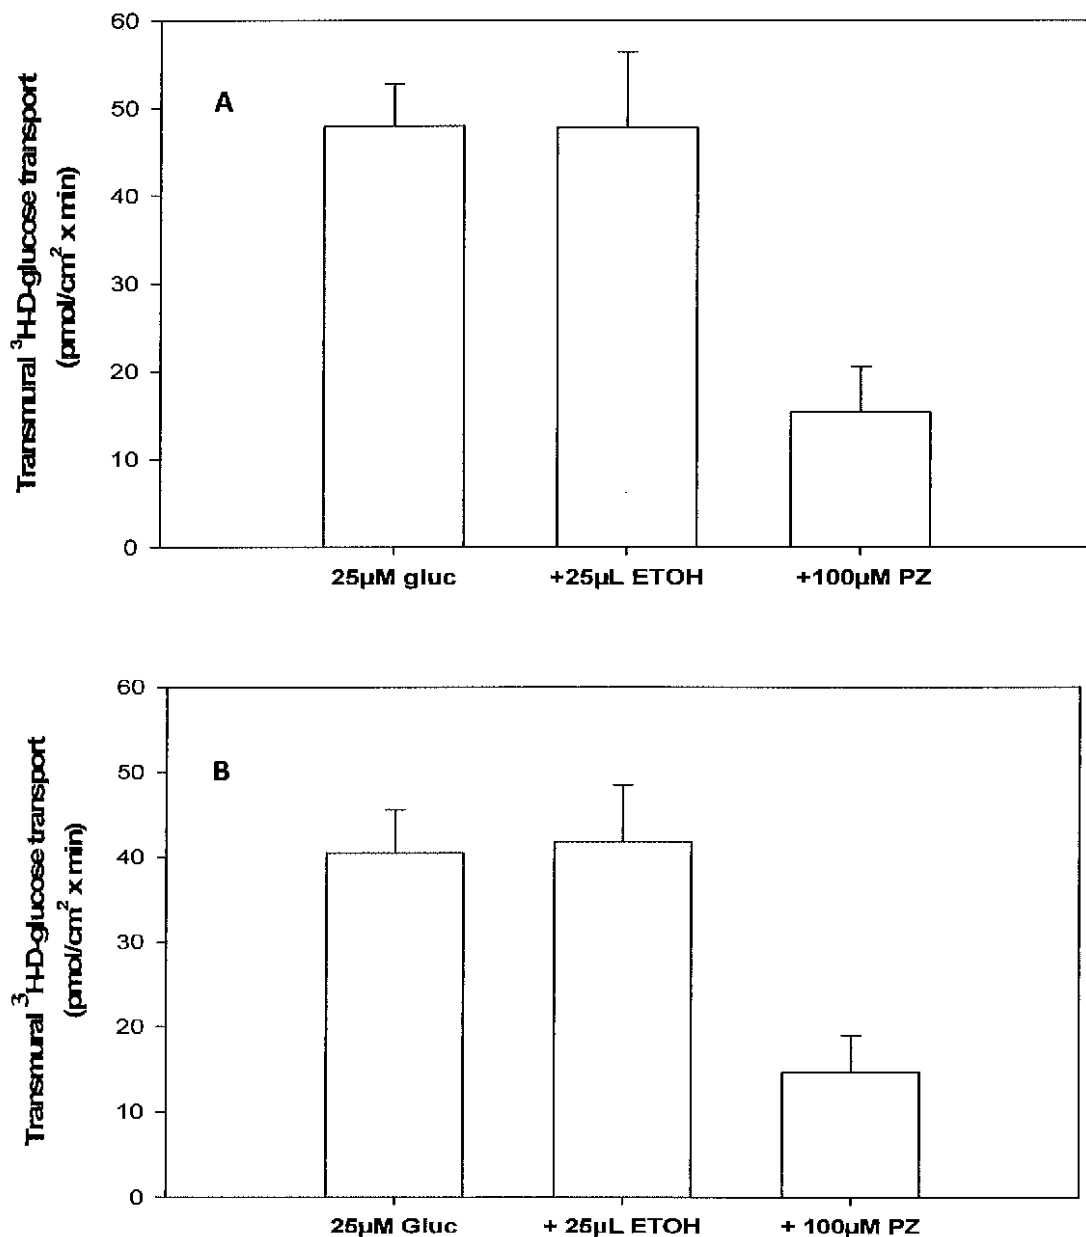 60
50
40
30
20
10
0
A
Transmural ³H-D-glucose transport
(pmol/cm² x min)
25µM gluc +25µL ETOH +100µM PZ
60
50
40
30
20
10
0
B
Transmural ³H-D-glucose transport
(pmol/cm² x min)
25µM Gluc + 25µL ETOH + 100µM PZ